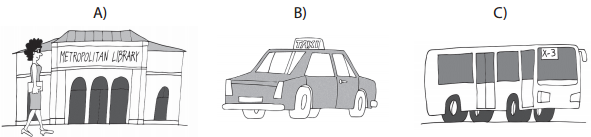 A)
B)
C)
METROPOLITAN LIBRARY
TAXI
X-3